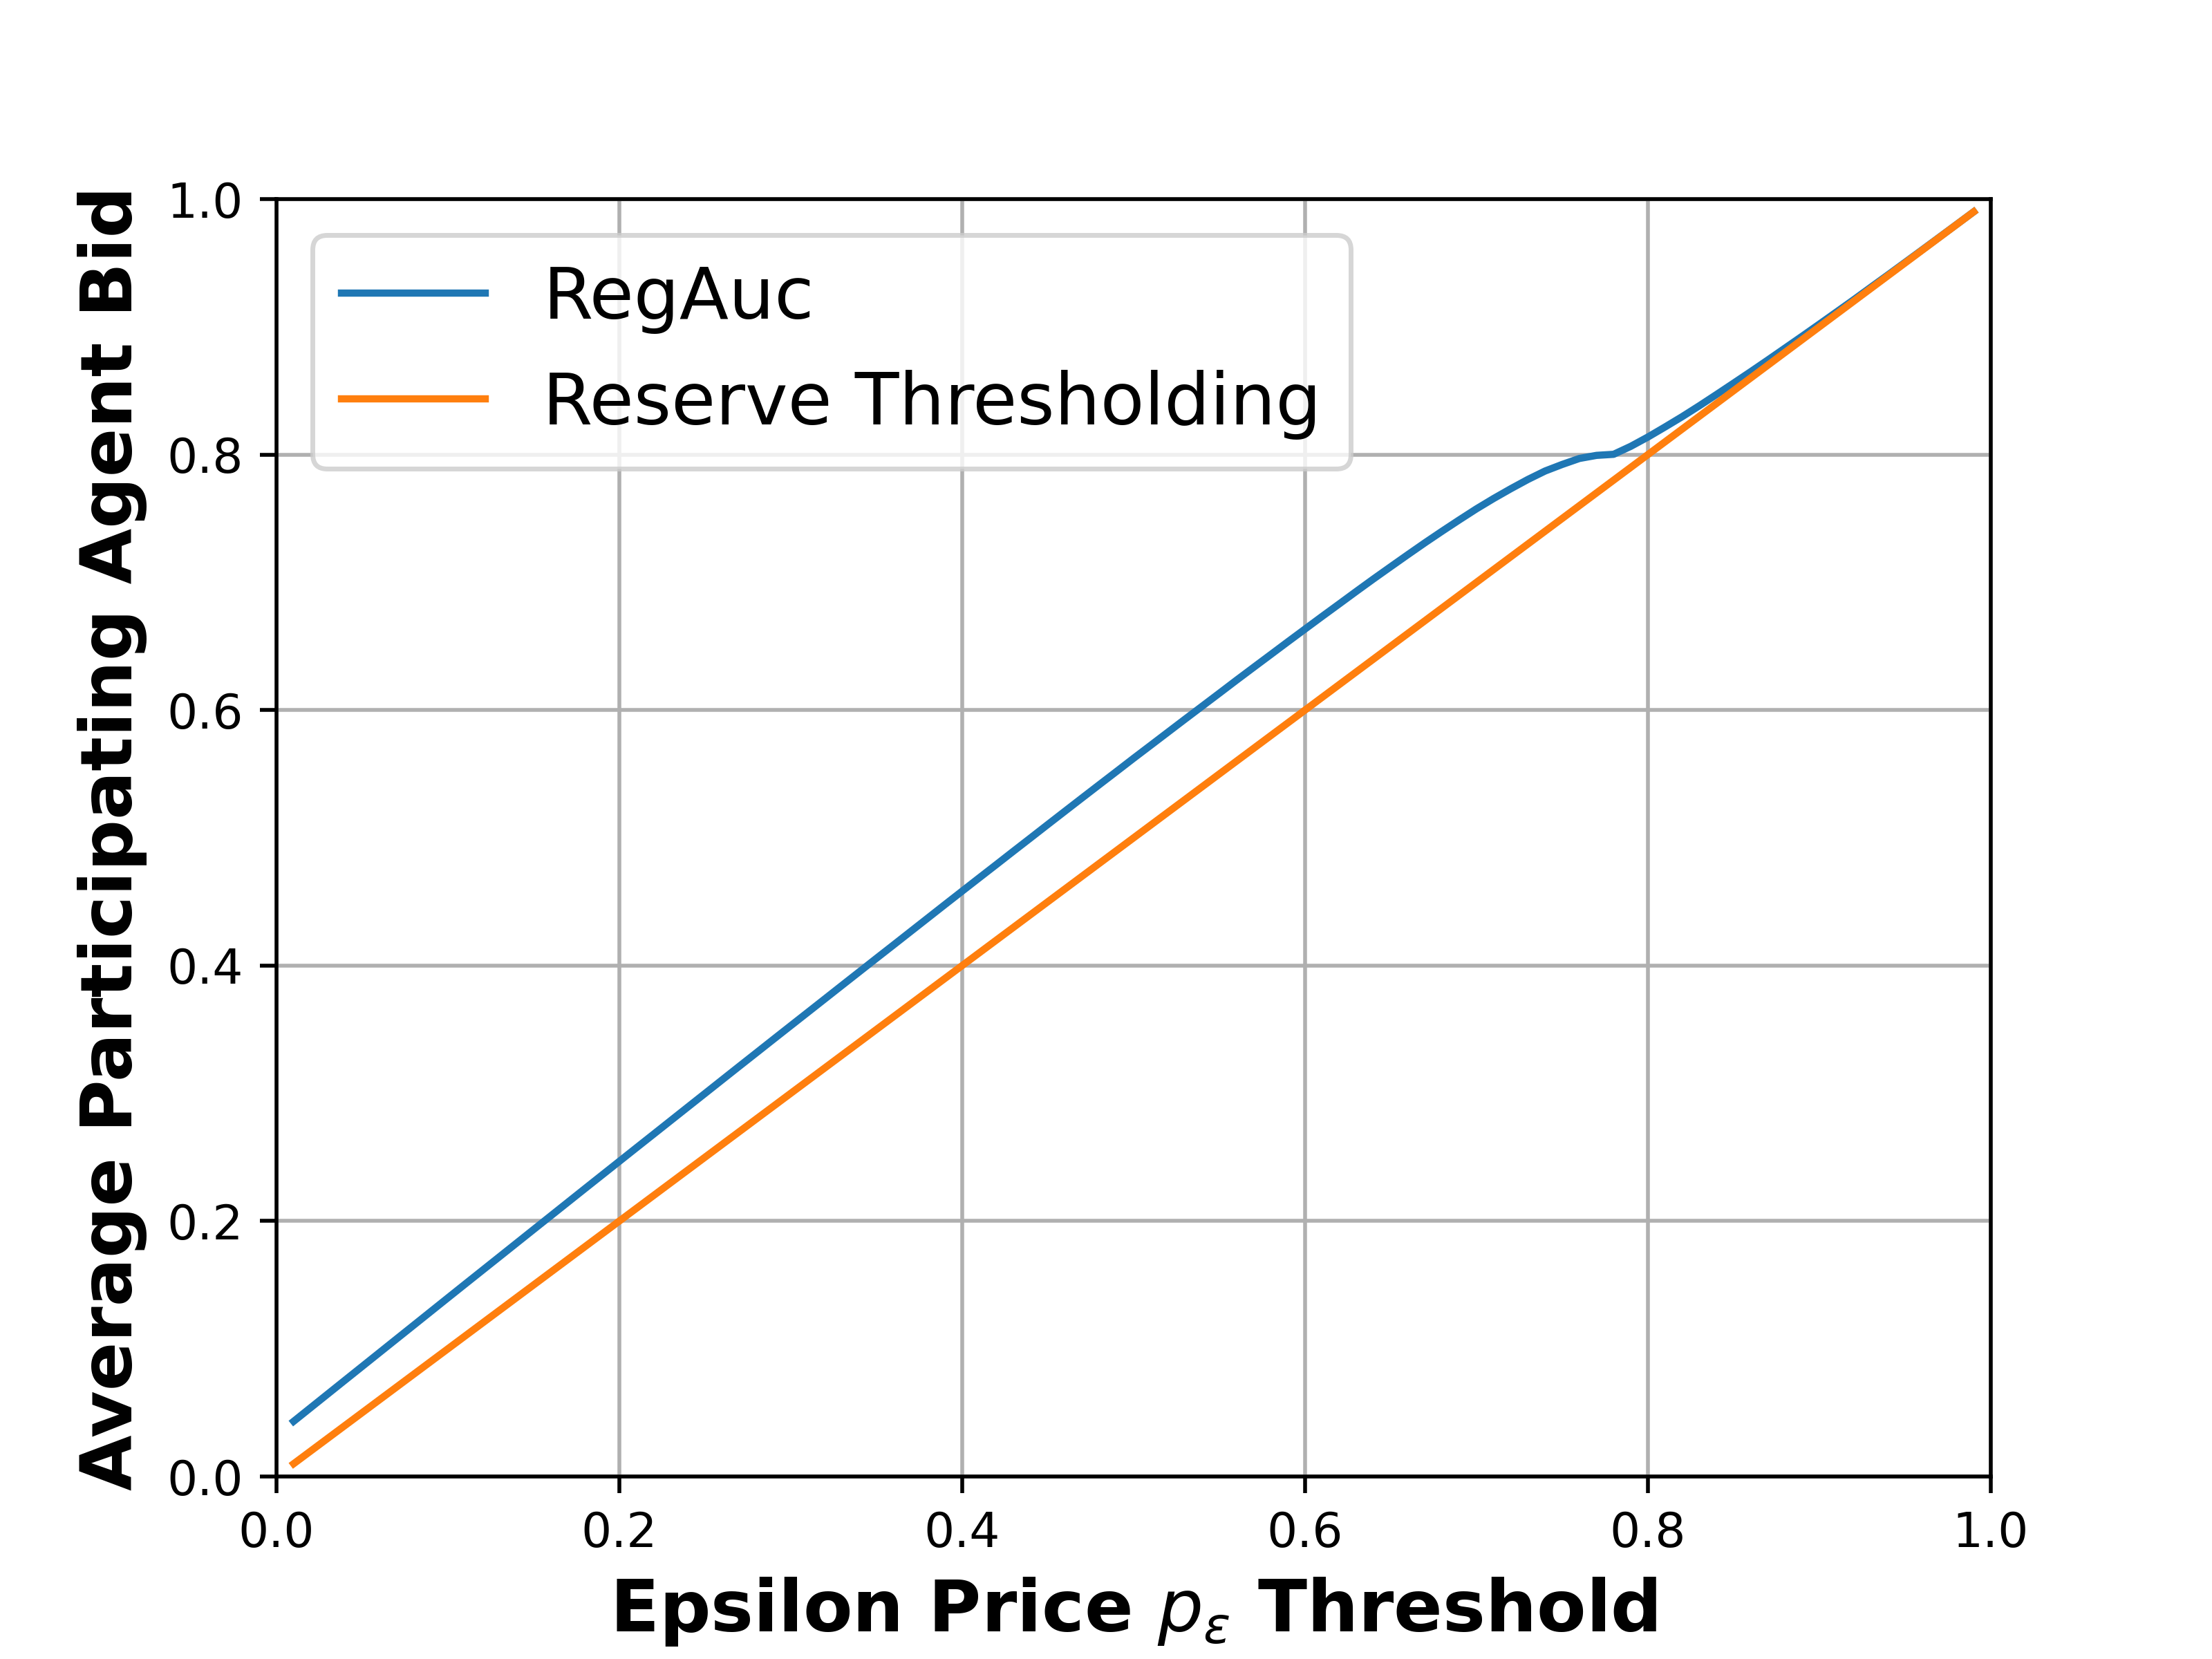 Average Participating Agent Bid
1.0
0.8
0.6
0.4
0.2
0.0
RegAuc
Reserve Thresholding
0.0 0.2 0.4 0.6 0.8 1.0
Epsilon Price $p_\epsilon$ Threshold